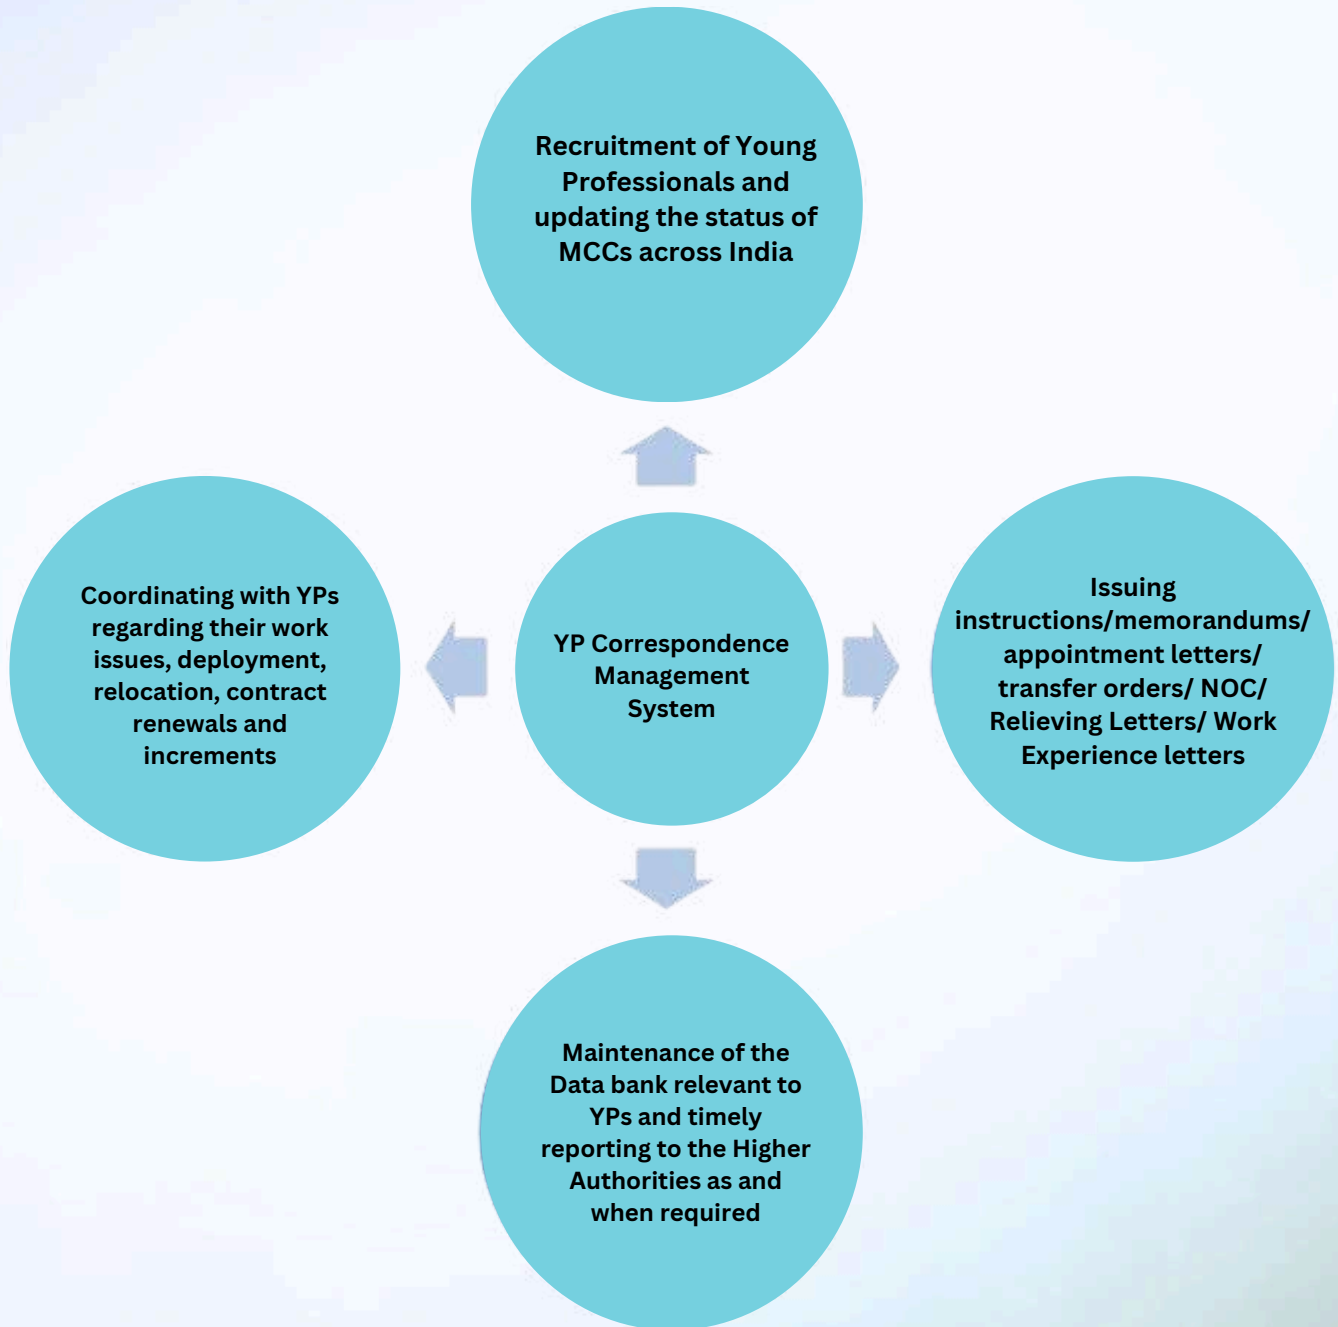 Recruitment of Young
Professionals and
updating the status of
MCCs across India
Coordinating with YPs
regarding their work
issues, deployment,
relocation, contract
renewals and
increments
YP Correspondence
Management
System
Issuing
instructions/memorandums/
appointment letters/
transfer orders/ NOC/
Relieving Letters/ Work
Experience letters
Maintenance of the
Data bank relevant to
YPs and timely
reporting to the Higher
Authorities as and
when required